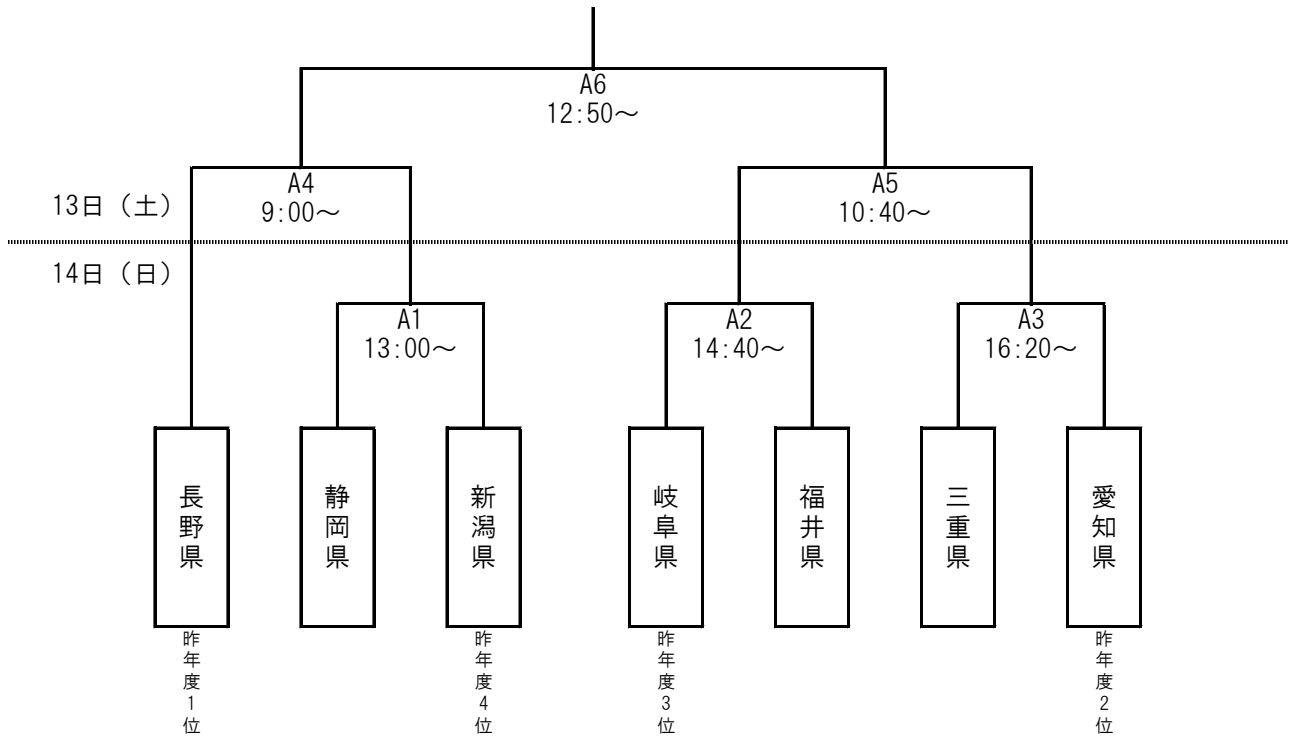 A6
12:50～
A4
9:00～
A5
10:40～
13日（土）
14日（日）
A1
13:00～
A2
14:40～
A3
16:20～
長野県
静岡県
新潟県
岐阜県
福井県
三重県
愛知県
昨年度1位
昨年度4位
昨年度3位
昨年度2位